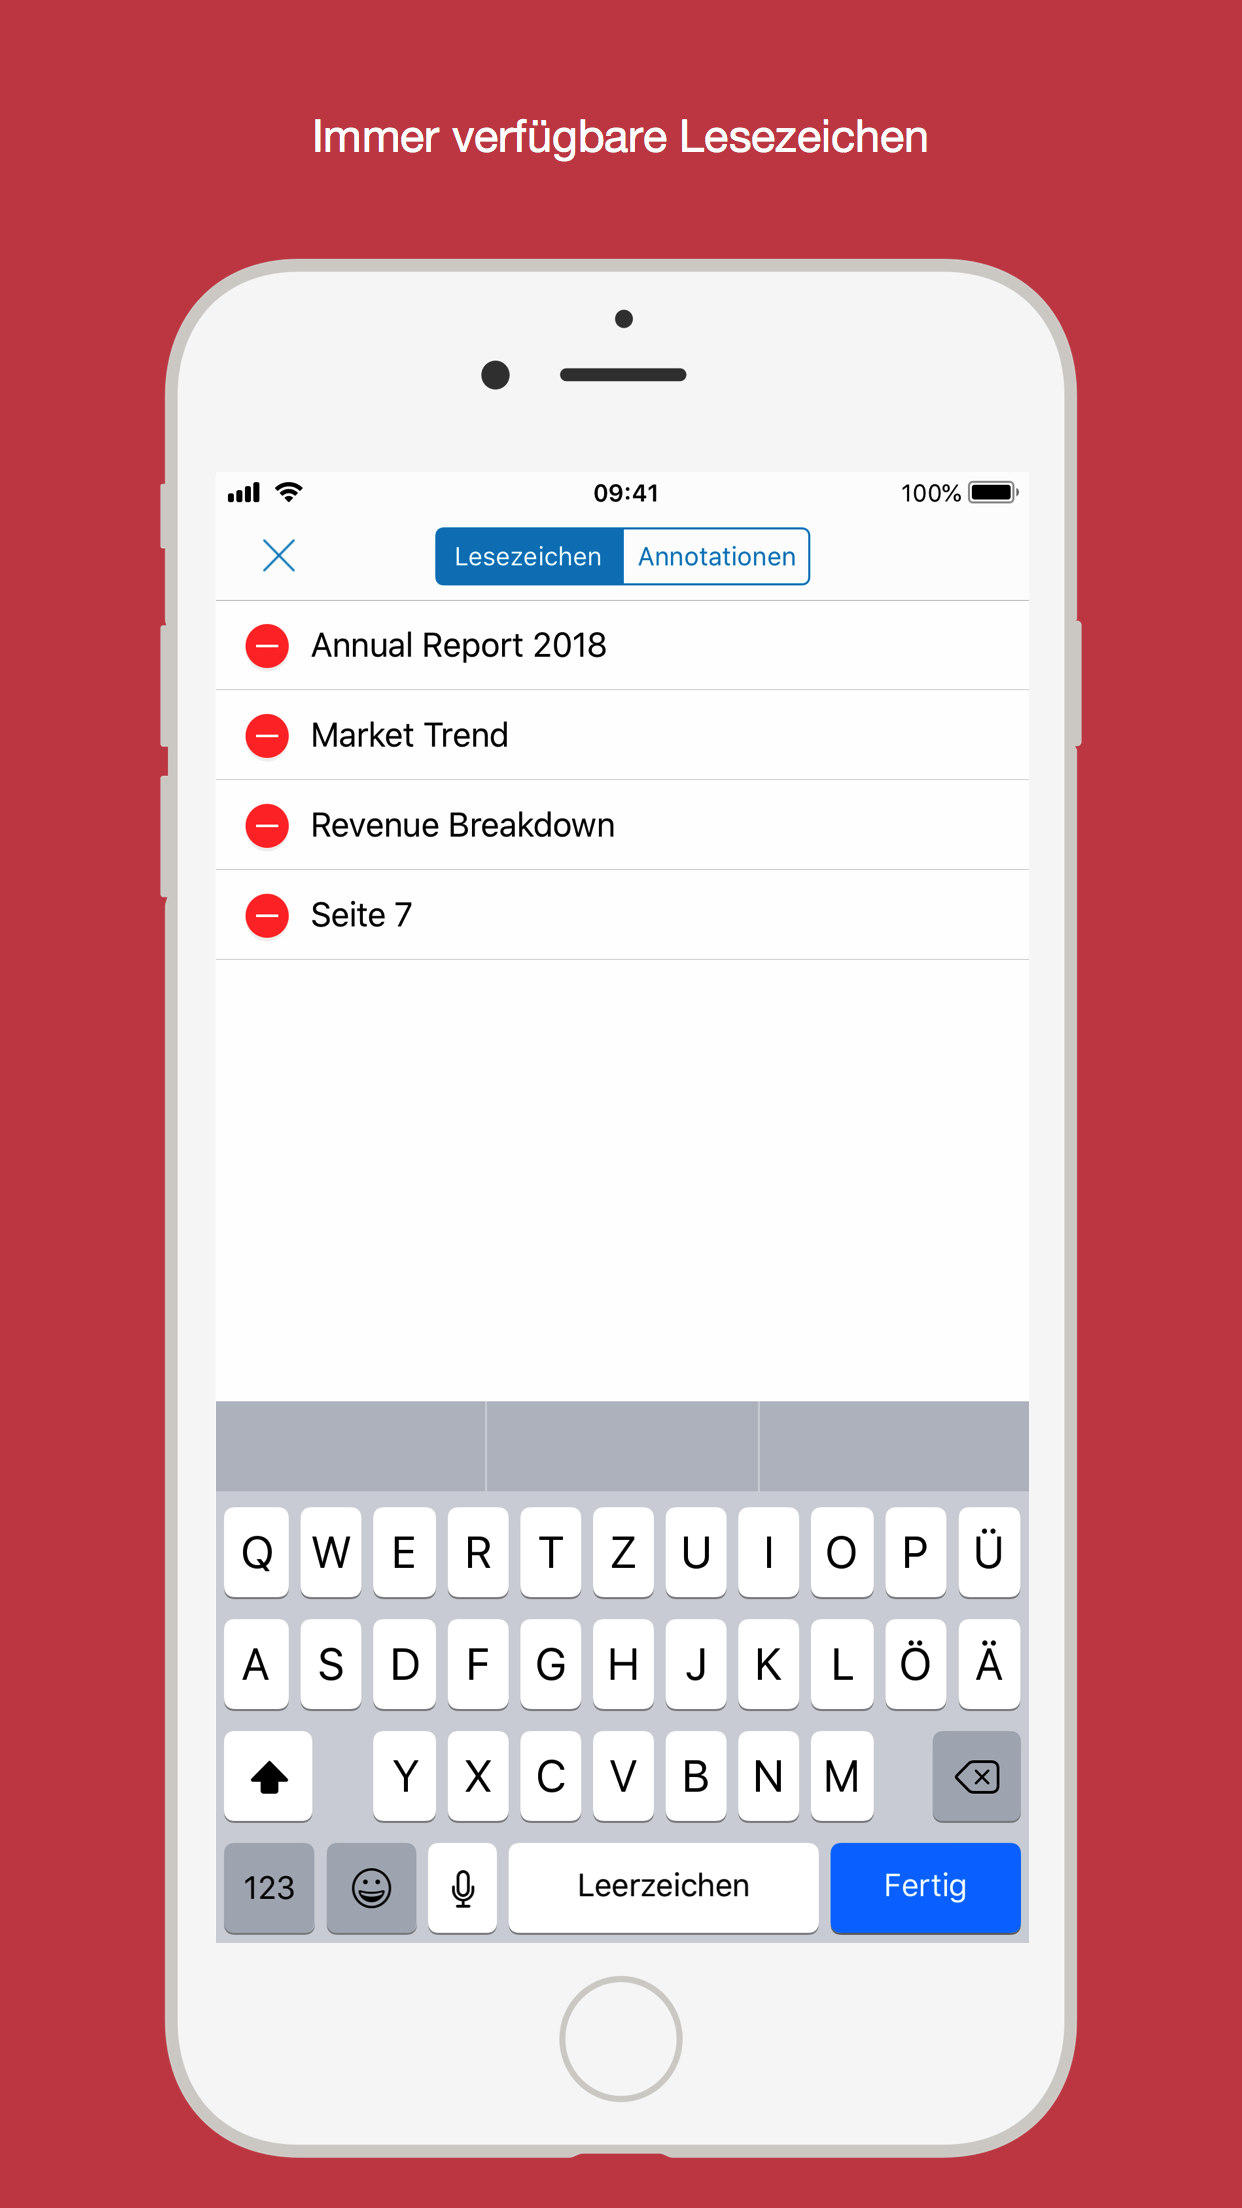 Immer verfügbare Lesezeichen
09:41
100%
Lesezeichen Annotationen
Annual Report 2018
Market Trend
Revenue Breakdown
Seite 7
Q W E R T Z U I O P Ü
A S D F G H J K L Ö Ä
Y X C V B N M
123 Leerzeichen Fertig